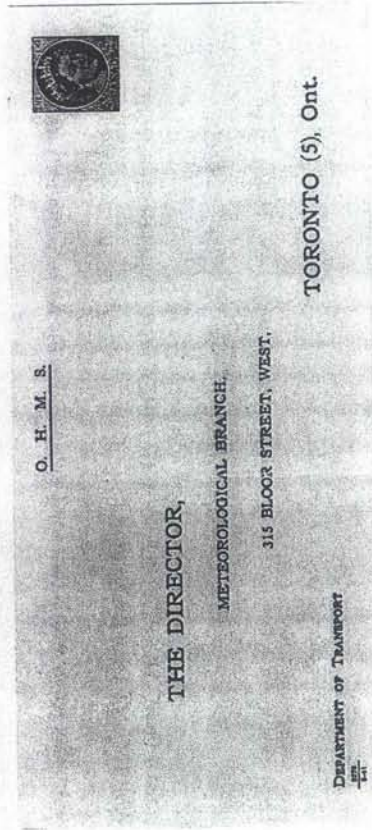 O. H. M. S.
THE DIRECTOR,
METEOROLOGICAL BRANCH,
315 BLOOR STREET, WEST,
TORONTO (5), Ont.
DEPARTMENT OF TRANSPORT